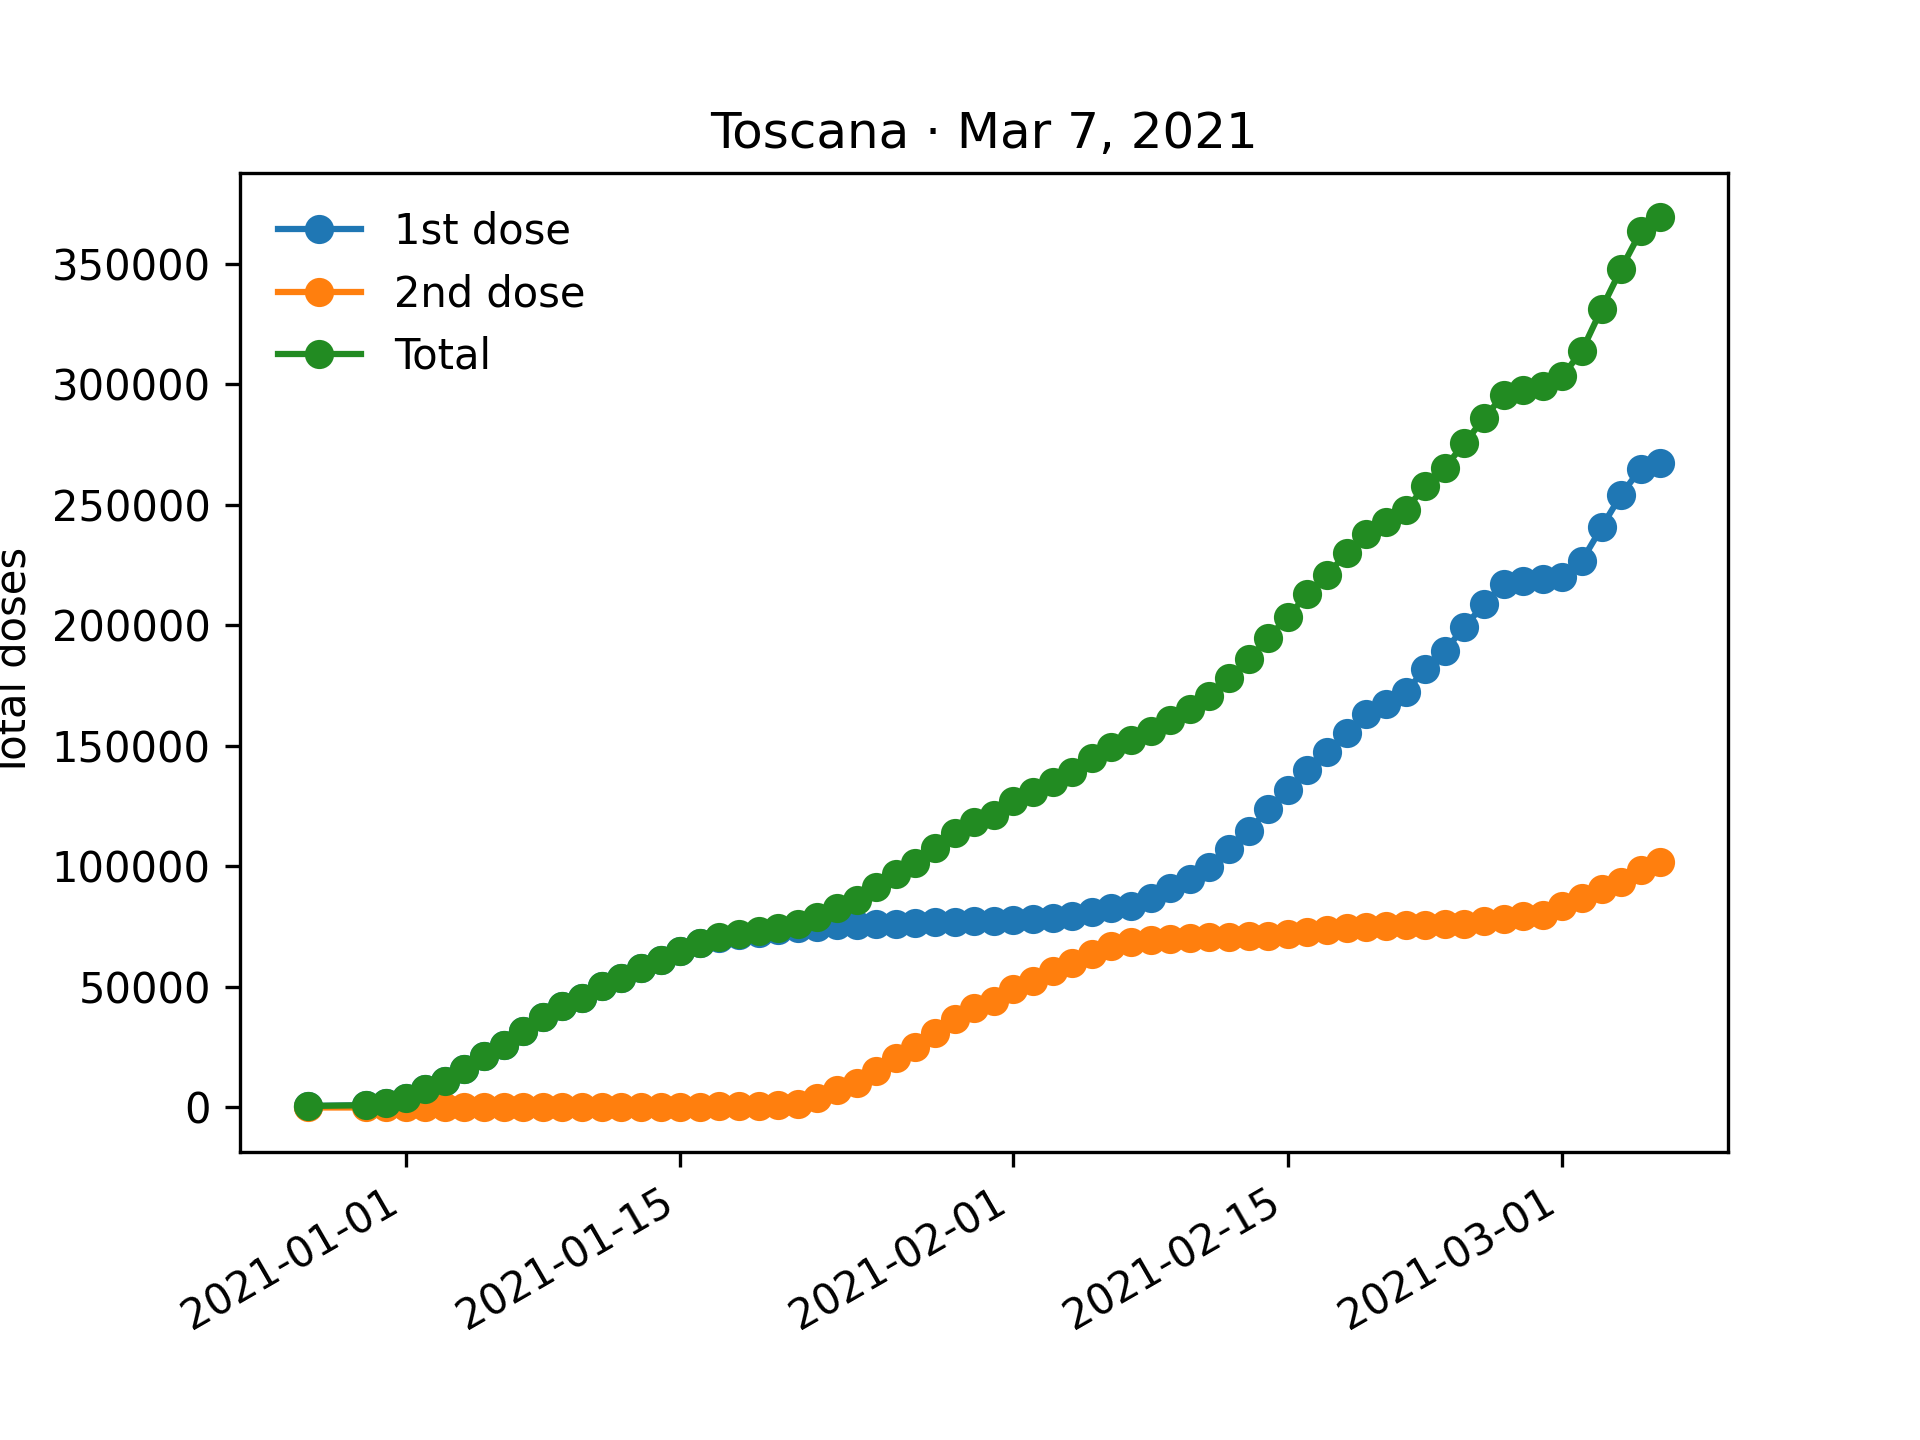 Toscana · Mar 7, 2021
1st dose
2nd dose
Total
350000
300000
250000
200000
150000
100000
50000
0
Total doses
2021-01-01
2021-01-15
2021-02-01
2021-02-15
2021-03-01